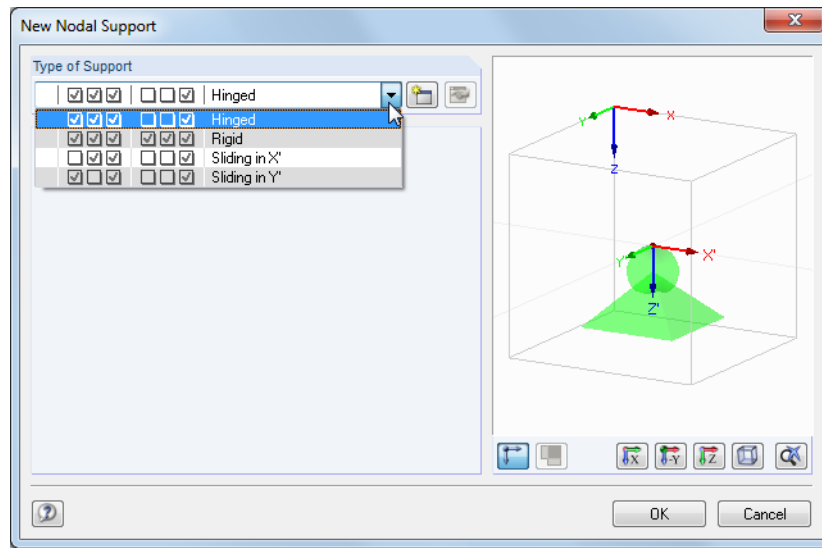 New Nodal Support
Type of Support
Hinged
Hinged
Rigid
Sliding in X'
Sliding in Y'
Y X
Z
Y' X'
Z'
X -Y Z
OK Cancel